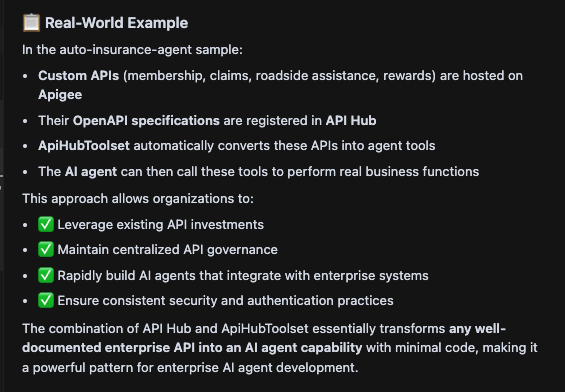 📋 Real-World Example
In the auto-insurance-agent sample:
• Custom APIs (membership, claims, roadside assistance, rewards) are hosted on
Apigee
• Their OpenAPI specifications are registered in API Hub
• ApiHubToolset automatically converts these APIs into agent tools
• The AI agent can then call these tools to perform real business functions
This approach allows organizations to:
• ✅ Leverage existing API investments
• ✅ Maintain centralized API governance
• ✅ Rapidly build AI agents that integrate with enterprise systems
• ✅ Ensure consistent security and authentication practices
The combination of API Hub and ApiHubToolset essentially transforms any well-
documented enterprise API into an AI agent capability with minimal code, making it
a powerful pattern for enterprise AI agent development.